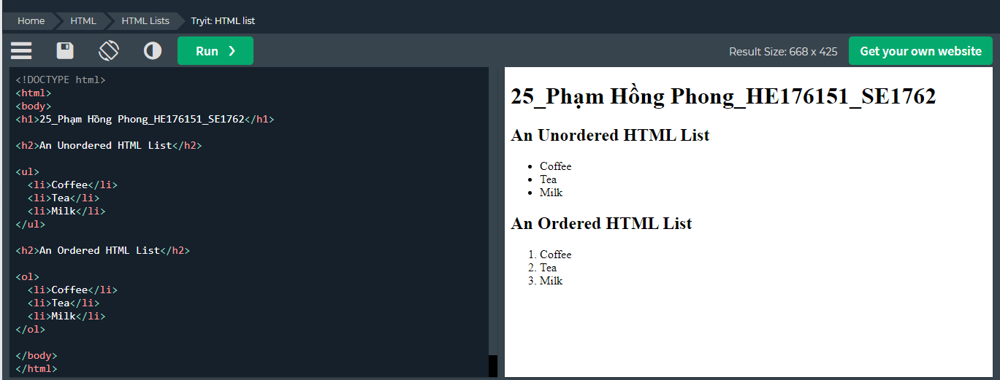 Home HTML HTML Lists Tryit: HTML list
Run ❯ Result Size: 668 x 425 Get your own website
<!DOCTYPE html>
<html>
<body>
<h1>25_Phạm Hồng Phong_HE176151_SE1762</h1>
<h2>An Unordered HTML List</h2>
<ul>
<li>Coffee</li>
<li>Tea</li>
<li>Milk</li>
</ul>
<h2>An Ordered HTML List</h2>
<ol>
<li>Coffee</li>
<li>Tea</li>
<li>Milk</li>
</ol>
</body>
</html>
25_Phạm Hồng Phong_HE176151_SE1762
An Unordered HTML List
• Coffee
• Tea
• Milk
An Ordered HTML List
1. Coffee
2. Tea
3. Milk